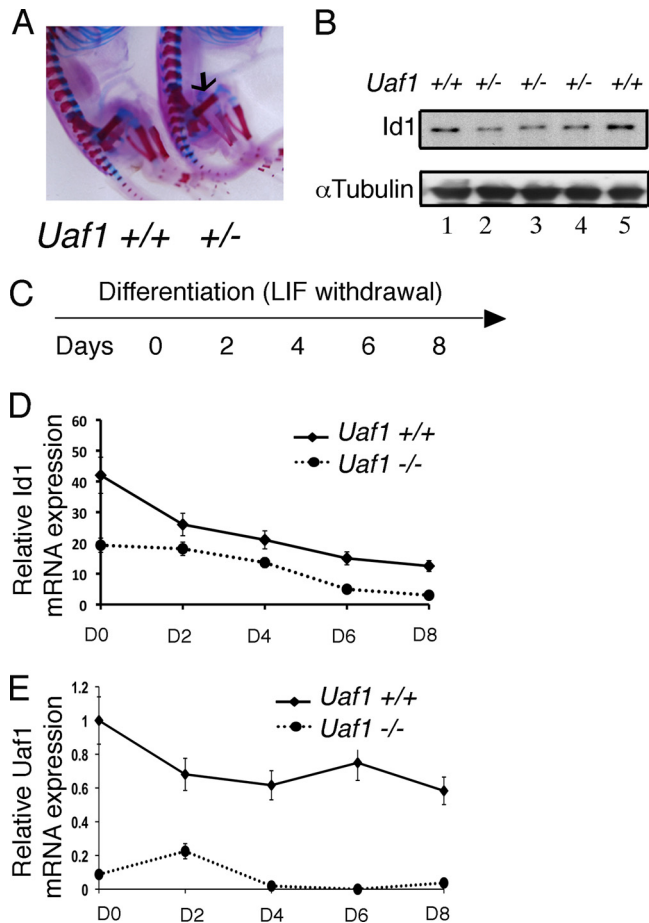 A
Uaf1 +/+ +/-
B
Uaf1 +/+ +/- +/- +/- +/+
Id1
αTubulin
1 2 3 4 5
C
Differentiation (LIF withdrawal)
Days 0 2 4 6 8
D
Relative Id1
mRNA expression
60
50
40
30
20
10
0
Uaf1 +/+
Uaf1 -/-
D0 D2 D4 D6 D8
E
Relative Uaf1
mRNA expression
1.2
1
0.8
0.6
0.4
0.2
0
Uaf1 +/+
Uaf1 -/-
D0 D2 D4 D6 D8